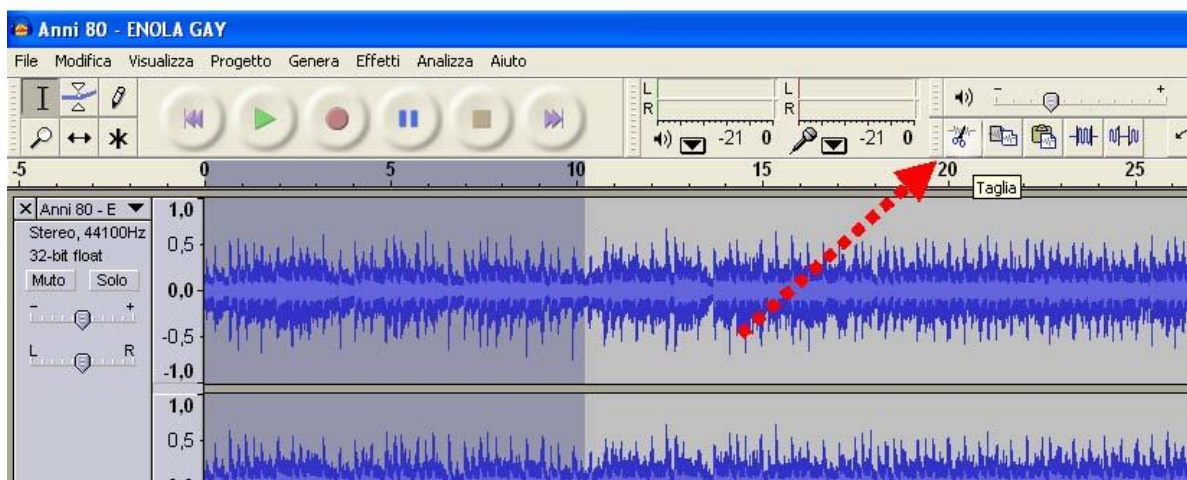 Anni 80 - ENOLA GAY
File Modifica Visualizza Progetto Genera Effetti Analizza Aiuto
L
R
-21 0
L
R
-21 0
- +
-5 0 5 10 15 20 25
Taglia
Anni 80 - E
Stereo, 44100Hz
32-bit float
Muto Solo
- +
L R
1,0
0,5
0,0
-0,5
-1,0
1,0
0,5